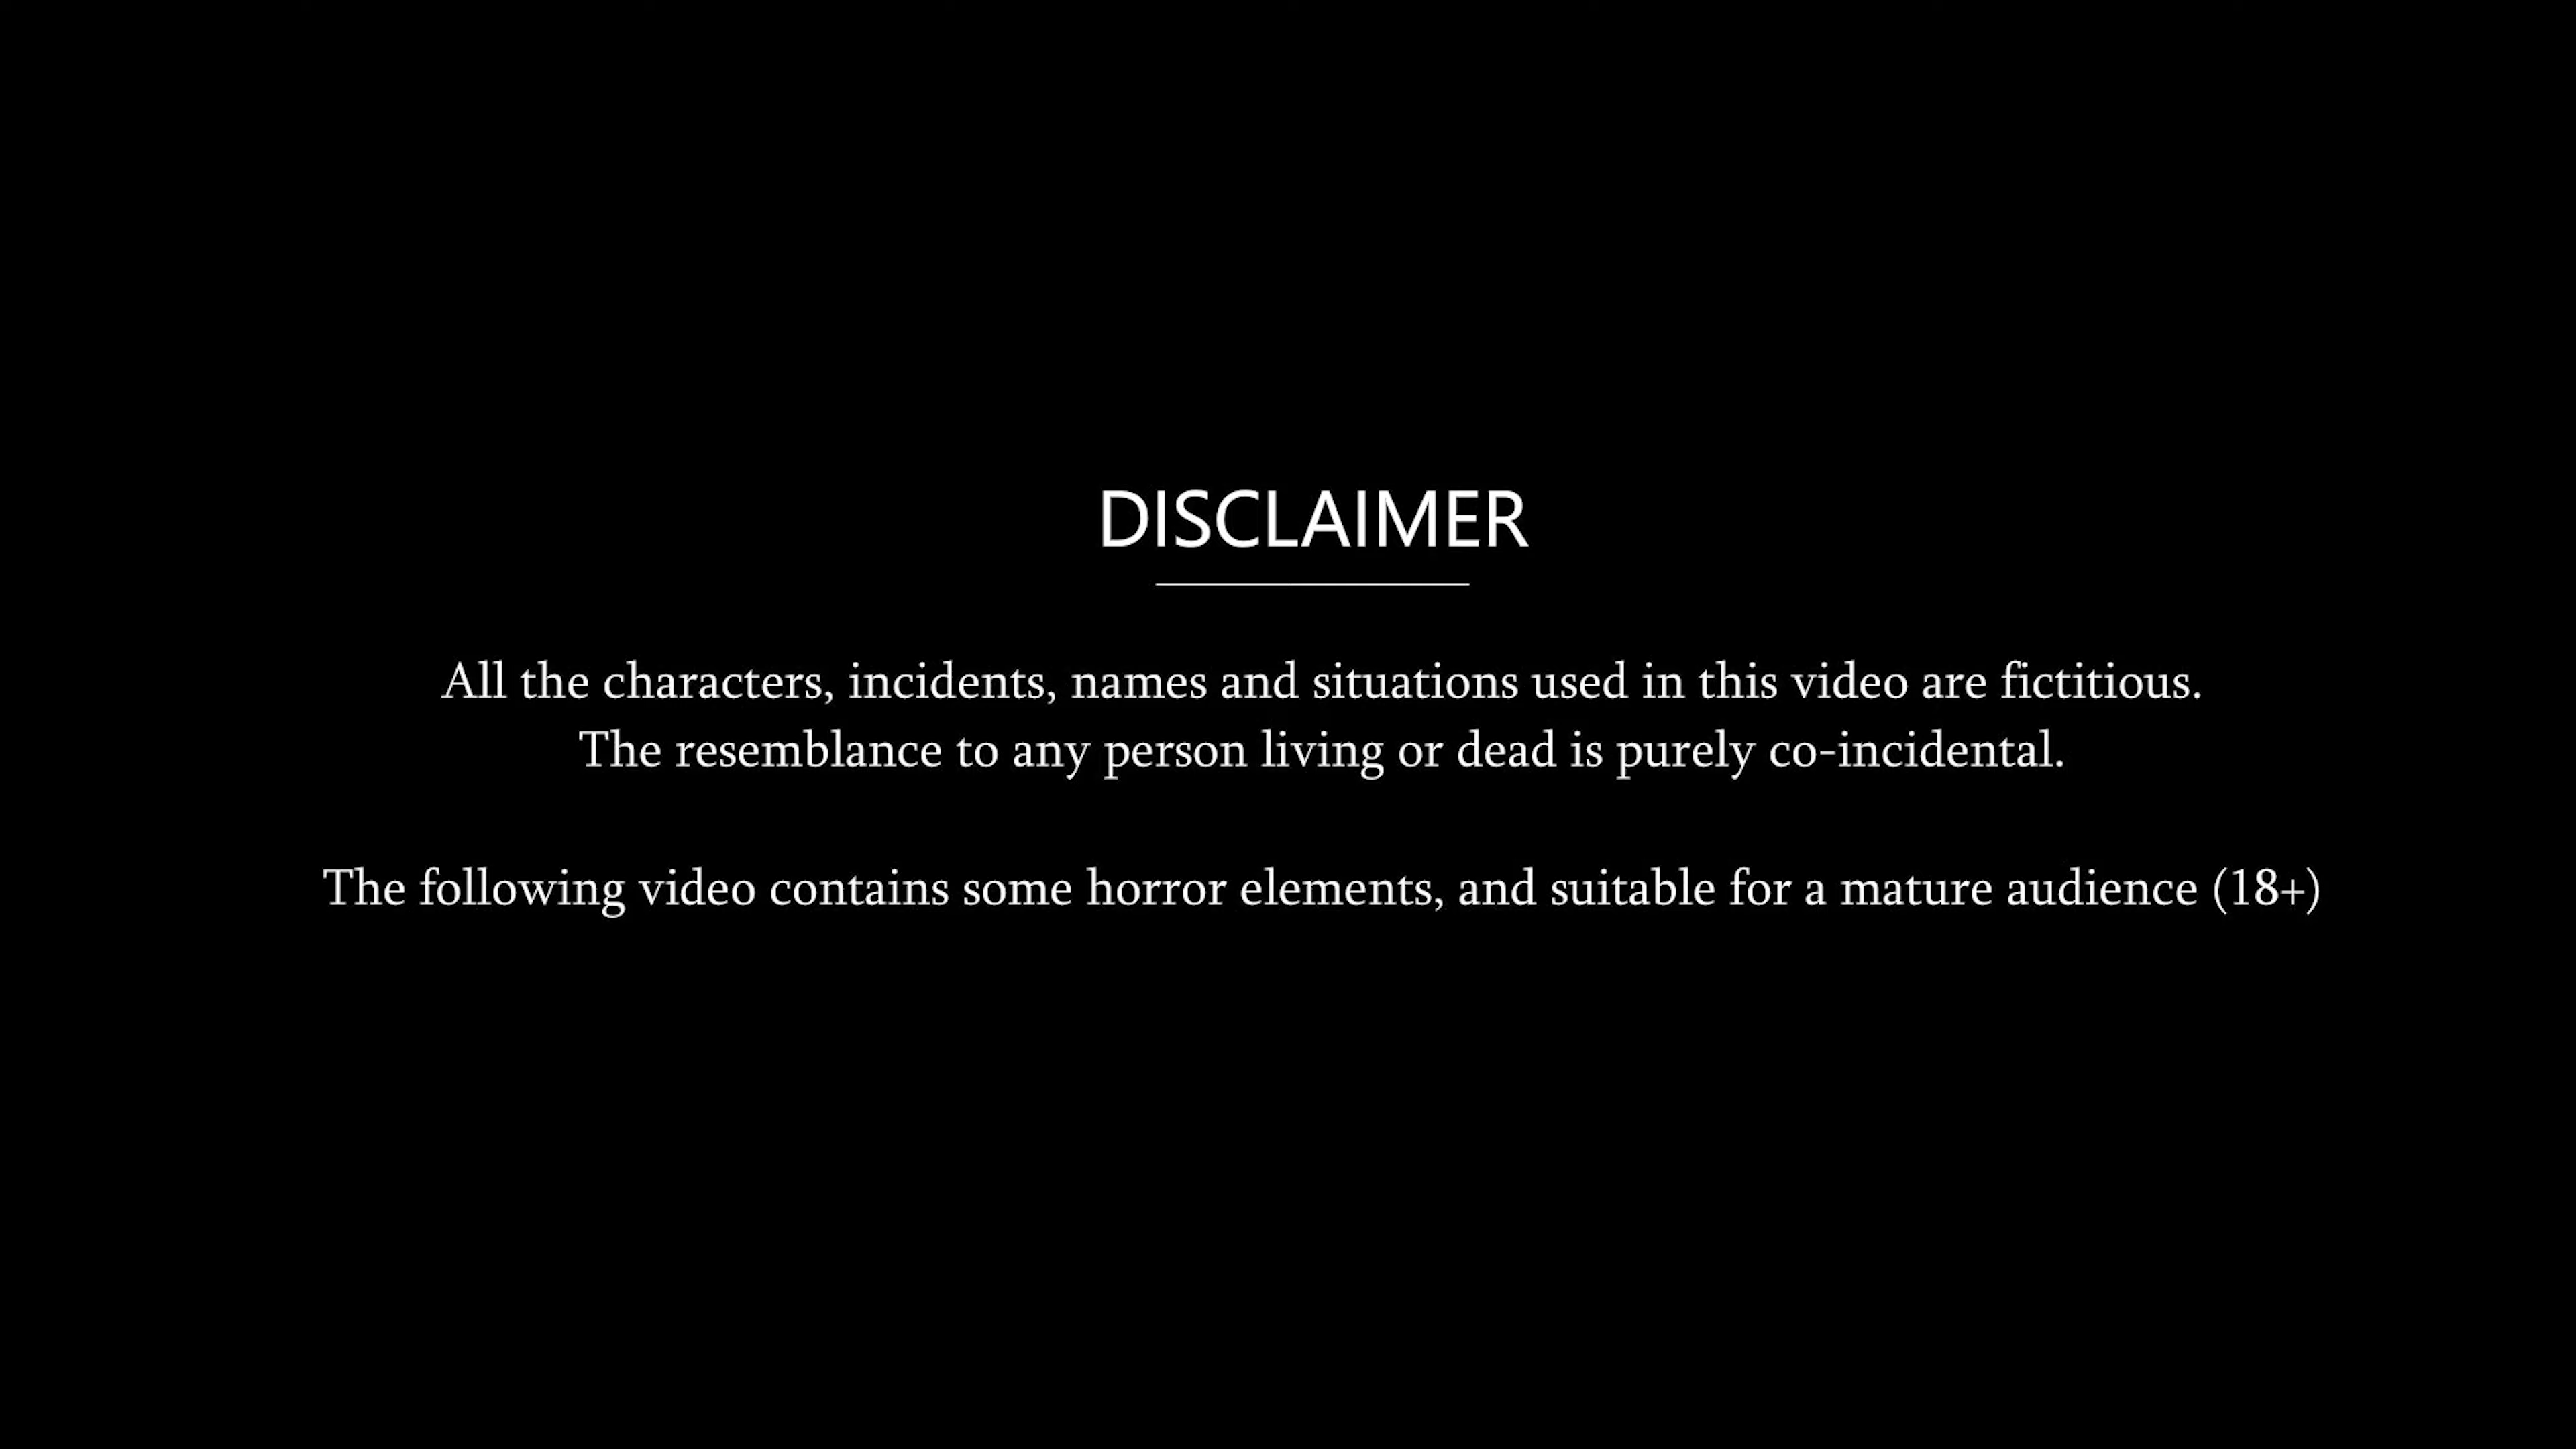 DISCLAIMER
All the characters, incidents, names and situations used in this video are fictitious.
The resemblance to any person living or dead is purely co-incidental.
The following video contains some horror elements, and suitable for a mature audience (18+)